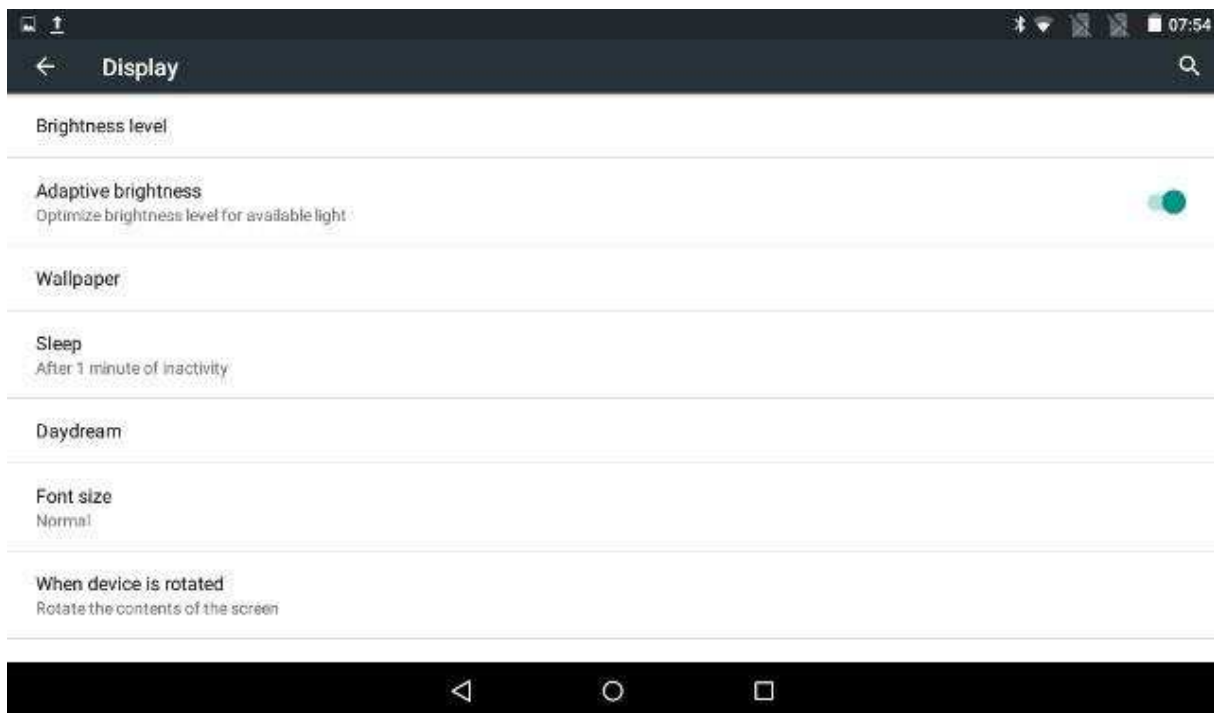 07:54
Display
Brightness level
Adaptive brightness
Optimize brightness level for available light
Wallpaper
Sleep
After 1 minute of inactivity
Daydream
Font size
Normal
When device is rotated
Rotate the contents of the screen